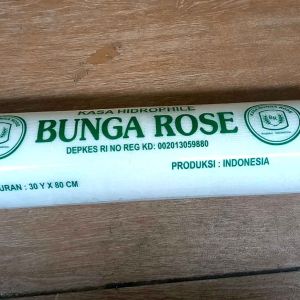 KASA HIDROPHILE
BUNGA ROSE
DEPKES RI NO REG KD: 002013059880
PRODUKSI : INDONESIA
URAN : 30 Y X 80 CM